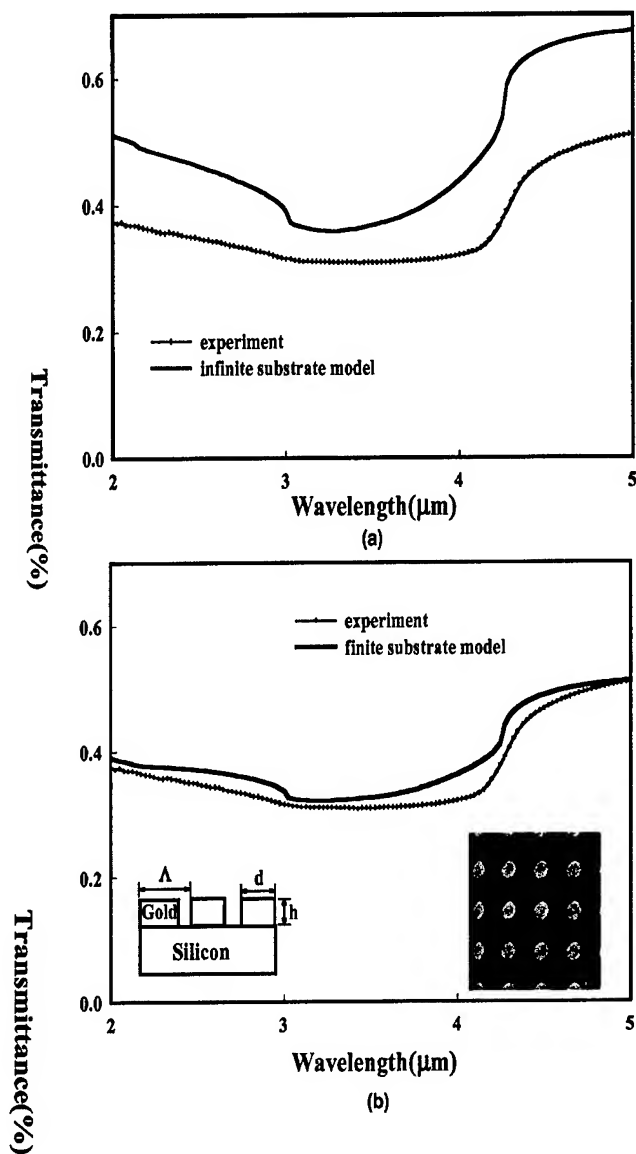 0.6
0.4
0.2
0.0
experiment
infinite substrate model
2
3
4
5
Wavelength(μm)
Transmittance(%)
(a)
0.6
0.4
0.2
0.0
experiment
finite substrate model
Λ
d
Gold
h
Silicon
2
3
4
5
Wavelength(μm)
Transmittance(%)
(b)